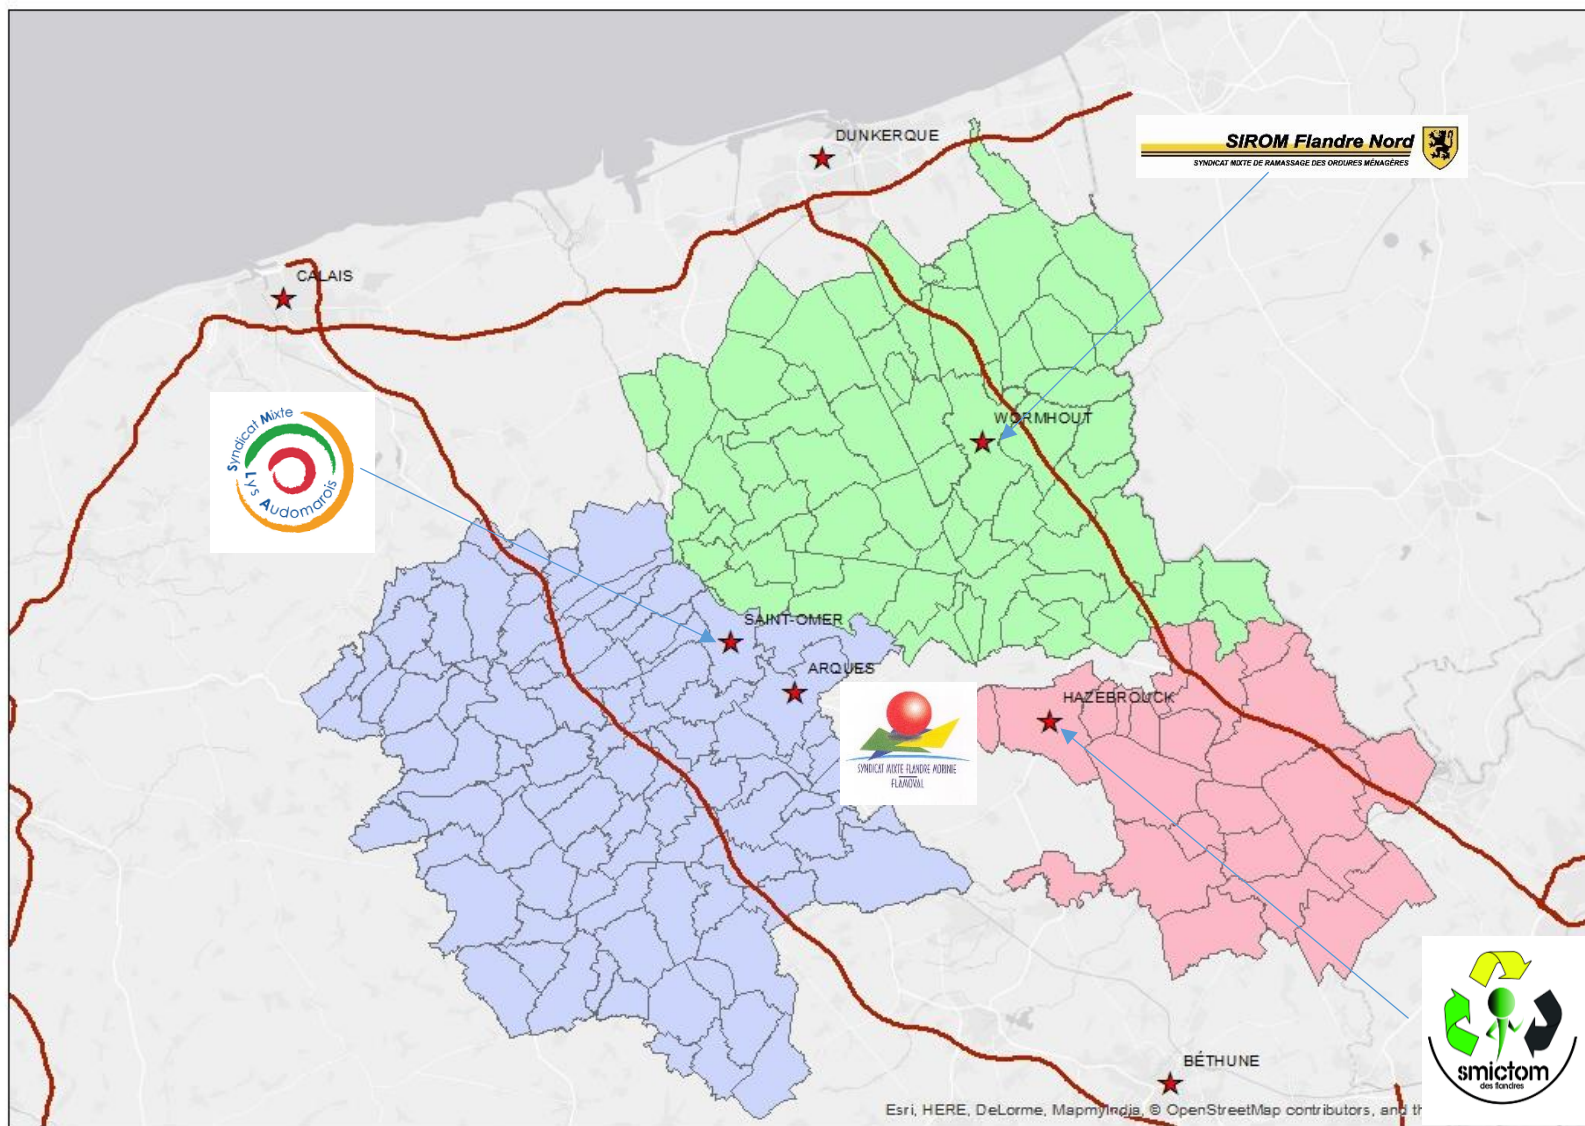 DUNKERQUE
SIROM Flandre Nord
SYNDICAT MIXTE DE RAMASSAGE DES ORDURES MÉNAGÈRES
CALAIS
Syndicat Mixte
Lys Audomarois
WORMHOUT
SAINT-OMER
ARQUES
HAZEBROUCK
SYNDICAT MIXTE FLANDRE MORINIE
FLAMOVAL
smictom
des flandres
BÉTHUNE
Esri, HERE, DeLorme, MapmyIndia, © OpenStreetMap contributors, and th